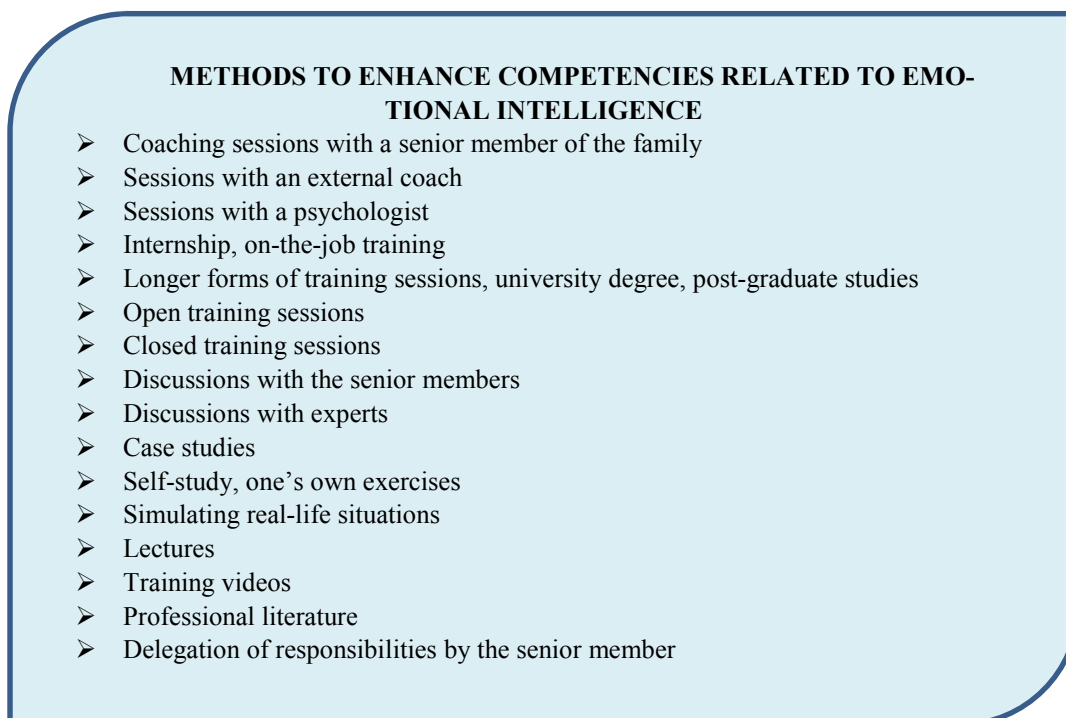 METHODS TO ENHANCE COMPETENCIES RELATED TO EMO-
TIONAL INTELLIGENCE
➢ Coaching sessions with a senior member of the family
➢ Sessions with an external coach
➢ Sessions with a psychologist
➢ Internship, on-the-job training
➢ Longer forms of training sessions, university degree, post-graduate studies
➢ Open training sessions
➢ Closed training sessions
➢ Discussions with the senior members
➢ Discussions with experts
➢ Case studies
➢ Self-study, one’s own exercises
➢ Simulating real-life situations
➢ Lectures
➢ Training videos
➢ Professional literature
➢ Delegation of responsibilities by the senior member